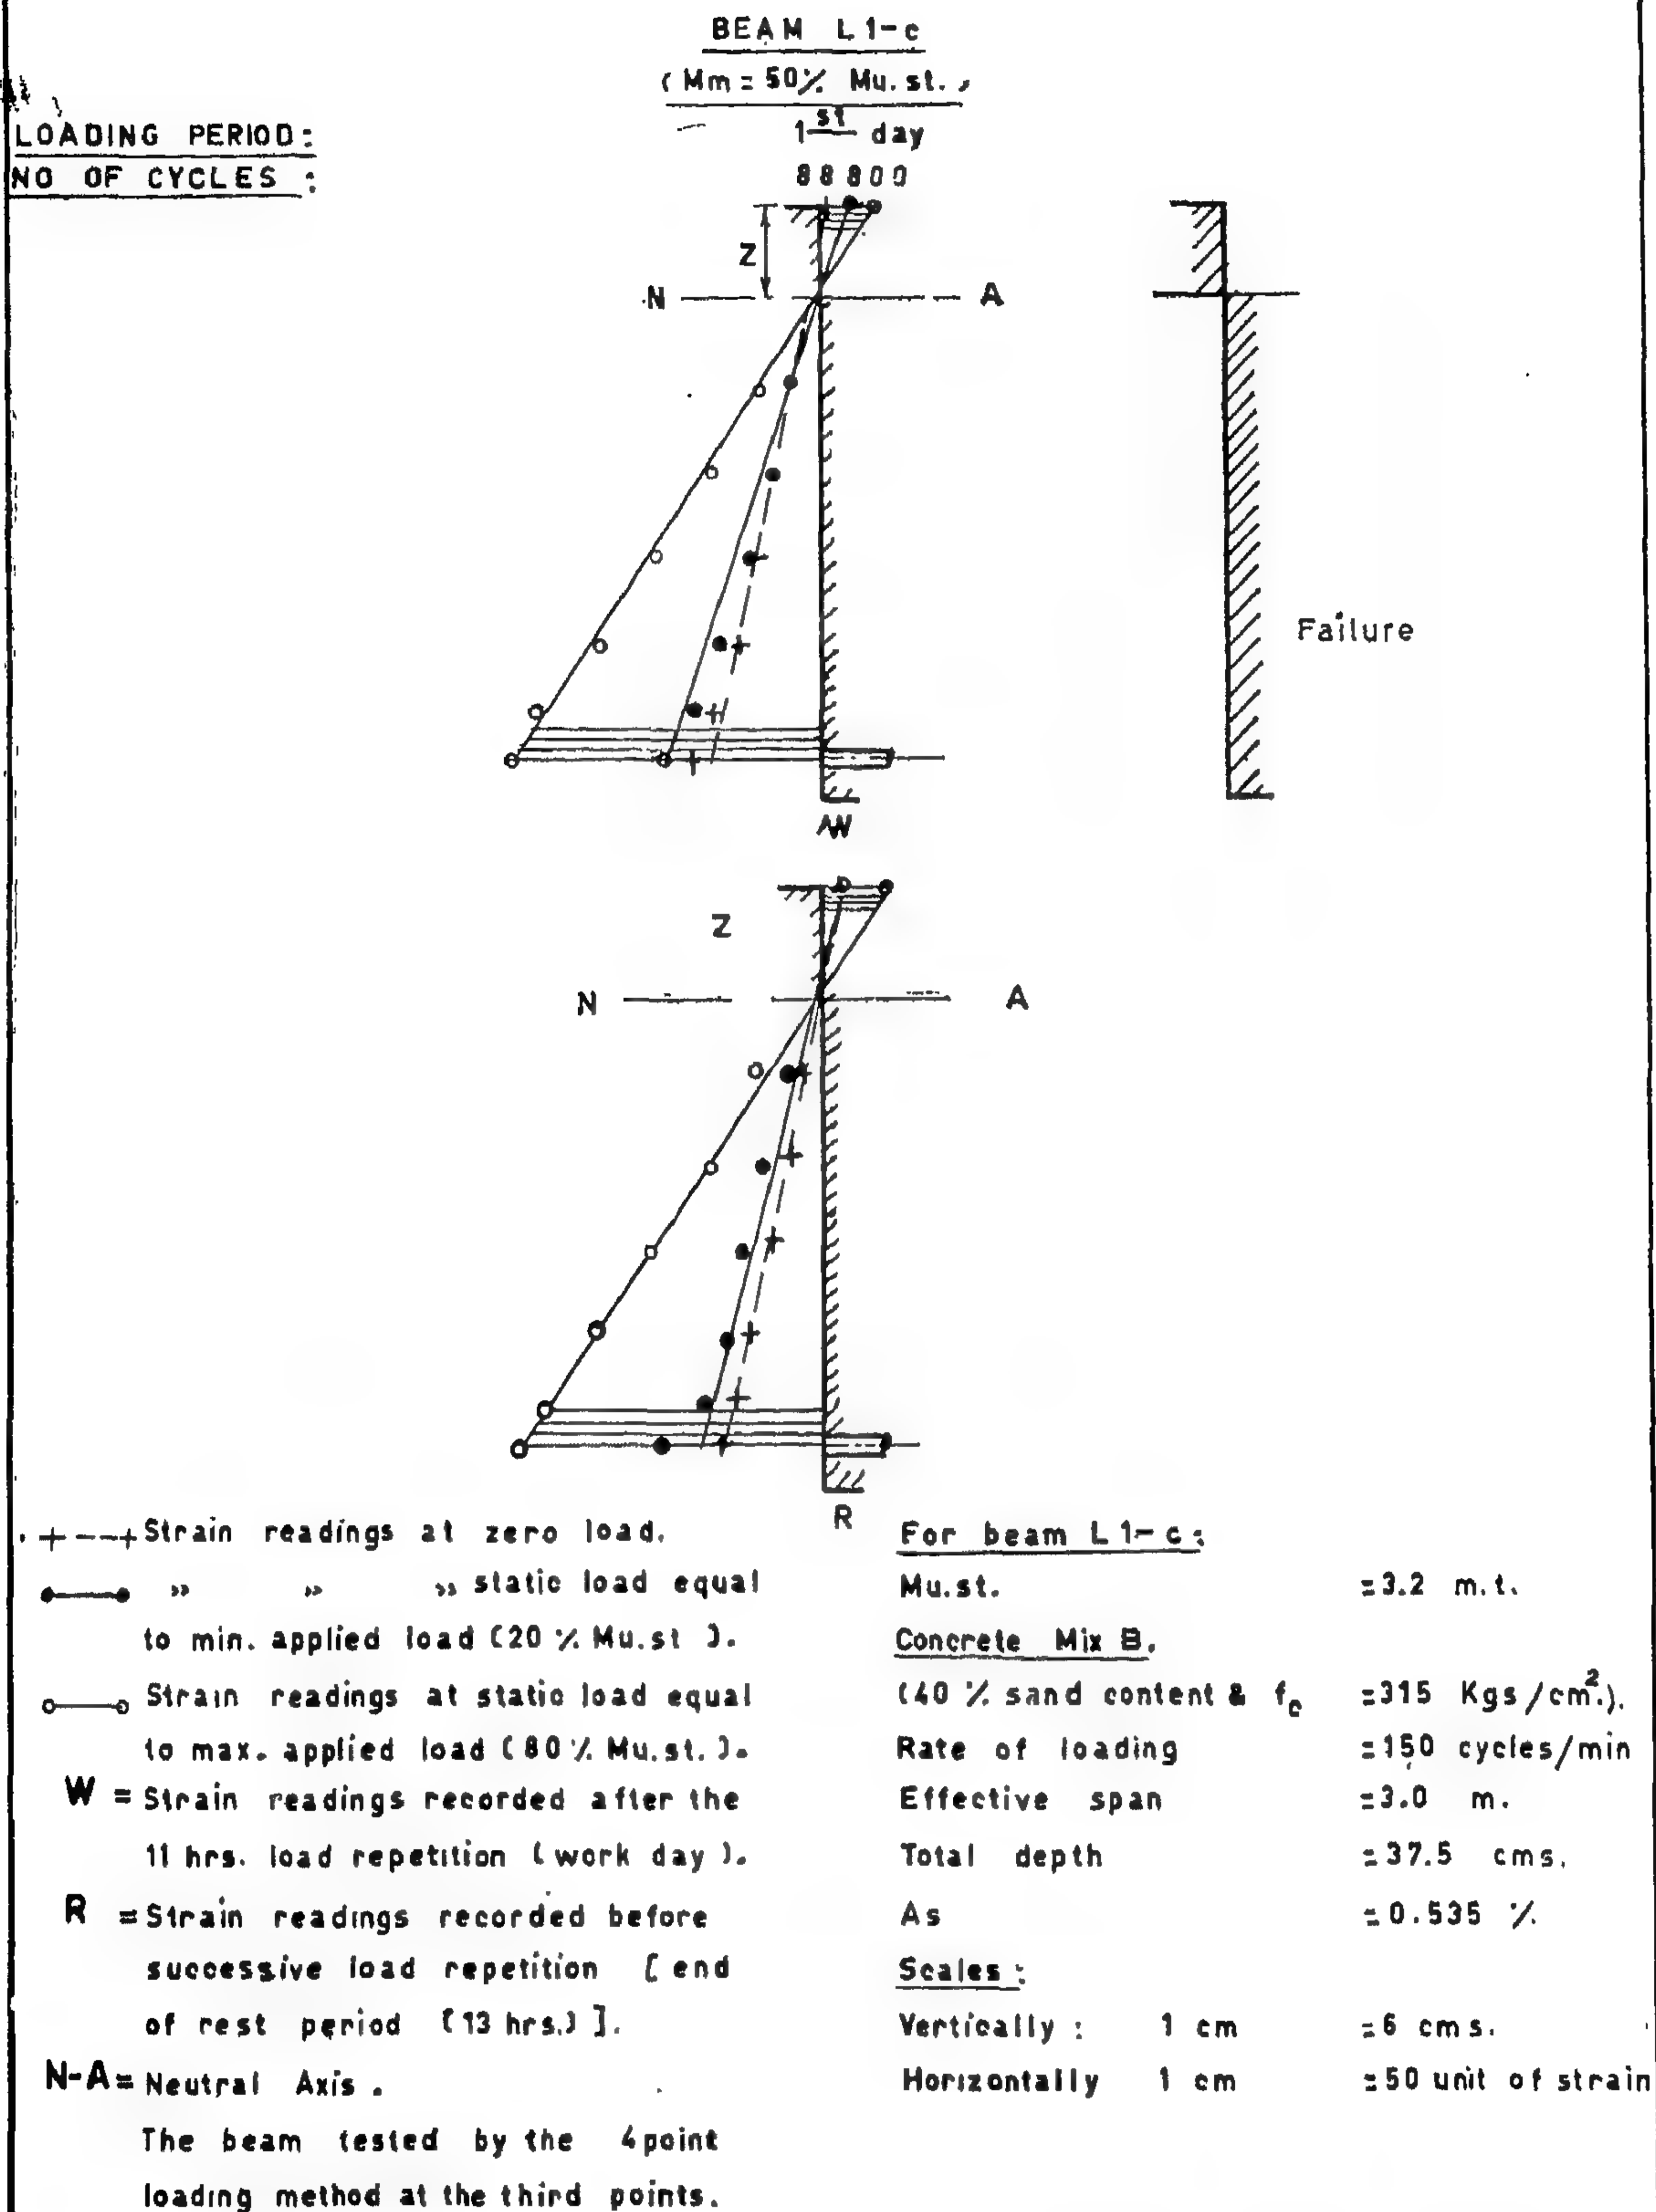 BEAM L1-c
(Mm = 50% Mu. st.)
1st day
LOADING PERIOD:
NO OF CYCLES :
88800
Z
N
A
Failure
W
Z
N
A
R
+ --+ Strain readings at zero load.
" " " static load equal
to min. applied load (20% Mu.st ).
Strain readings at static load equal
to max. applied load (80% Mu.st.).
W = Strain readings recorded after the
11 hrs. load repetition (work day).
R = Strain readings recorded before
successive load repetition [end
of rest period (13 hrs.)].
N-A= Neutral Axis.
The beam tested by the 4point
loading method at the third points.
For beam L1-c:
Mu.st. =3.2 m.t.
Concrete Mix B.
(40% sand content & fc =315 Kgs/cm².).
Rate of loading =150 cycles/min
Effective span =3.0 m.
Total depth =37.5 cms.
As =0.535 %
Scales:
Vertically: 1 cm =6 cms.
Horizontally 1 cm =50 unit of strain